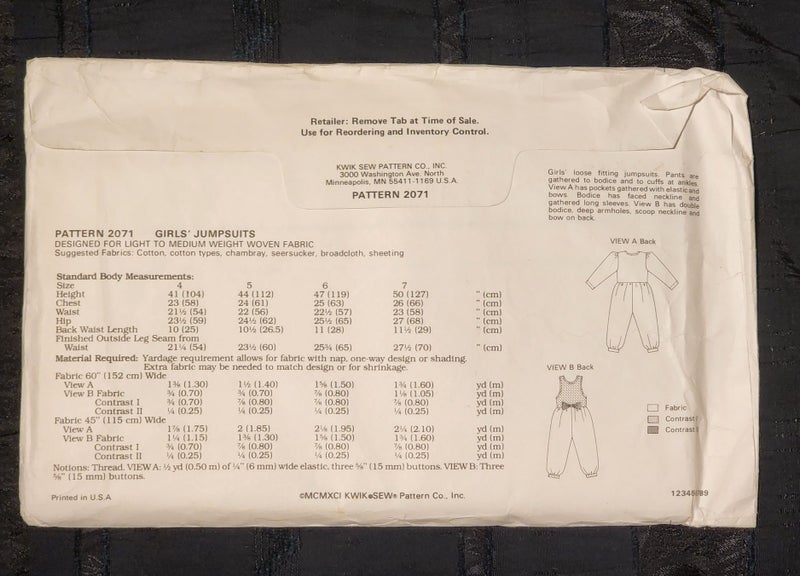 Retailer: Remove Tab at Time of Sale.
Use for Reordering and Inventory Control.
KWIK SEW PATTERN CO., INC.
3000 Washington Ave. North
Minneapolis, MN 55411-1169 U.S.A.
PATTERN 2071
Girls' loose fitting jumpsuits. Pants are
gathered to bodice and to cuffs at ankles.
View A has pockets gathered with elastic and
bows. Bodice has faced neckline and
gathered long sleeves. View B has double
bodice, deep armholes, scoop neckline and
bow on back.
PATTERN 2071 GIRLS' JUMPSUITS
DESIGNED FOR LIGHT TO MEDIUM WEIGHT WOVEN FABRIC
Suggested Fabrics: Cotton, cotton types, chambray, seersucker, broadcloth, sheeting
VIEW A Back
Standard Body Measurements:
Size 4 5 6 7
Height 41 (104) 44 (112) 47 (119) 50 (127) " (cm)
Chest 23 (58) 24 (61) 25 (63) 26 (66) " (cm)
Waist 21½ (54) 22 (56) 22½ (57) 23 (58) " (cm)
Hip 23½ (59) 24½ (62) 25½ (65) 27 (68) " (cm)
Back Waist Length 10 (25) 10½ (26.5) 11 (28) 11½ (29) " (cm)
Finished Outside Leg Seam from
Waist 21¼ (54) 23½ (60) 25¾ (65) 27½ (70) " (cm)
Material Required: Yardage requirement allows for fabric with nap, one-way design or shading.
Extra fabric may be needed to match design or for shrinkage.
Fabric 60" (152 cm) Wide
View A 1⅜ (1.30) 1½ (1.40) 1⅝ (1.50) 1¾ (1.60) yd (m)
View B Fabric ¾ (0.70) ¾ (0.70) ⅞ (0.80) 1⅛ (1.05) yd (m)
Contrast I ¾ (0.70) ⅞ (0.80) ⅞ (0.80) ⅞ (0.80) yd (m)
Contrast II ¼ (0.25) ¼ (0.25) ¼ (0.25) ¼ (0.25) yd (m)
Fabric 45" (115 cm) Wide
View A 1⅞ (1.75) 2 (1.85) 2⅛ (1.95) 2¼ (2.10) yd (m)
View B Fabric 1¼ (1.15) 1⅜ (1.30) 1⅝ (1.50) 1¾ (1.60) yd (m)
Contrast I ¾ (0.70) ⅞ (0.80) ⅞ (0.80) ⅞ (0.80) yd (m)
Contrast II ¼ (0.25) ¼ (0.25) ¼ (0.25) ¼ (0.25) yd (m)
Notions: Thread. VIEW A: ½ yd (0.50 m) of ¼" (6 mm) wide elastic, three ⅝" (15 mm) buttons. VIEW B: Three
⅝" (15 mm) buttons.
VIEW B Back
Fabric
Contrast
Contrast
Printed in U.S.A
©MCMXCI KWIK•SEW® Pattern Co., Inc.